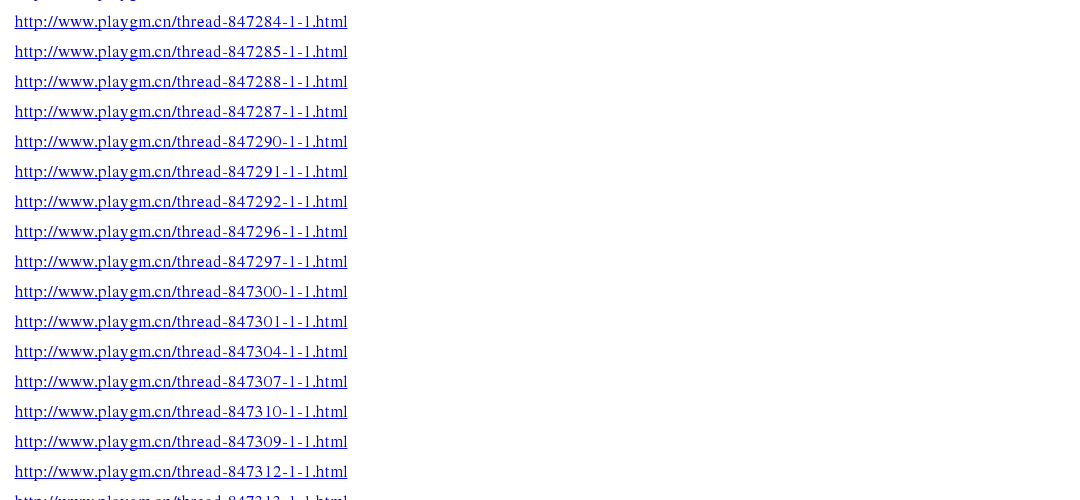 http://www.playgm.cn/thread-847284-1-1.html
http://www.playgm.cn/thread-847285-1-1.html
http://www.playgm.cn/thread-847288-1-1.html
http://www.playgm.cn/thread-847287-1-1.html
http://www.playgm.cn/thread-847290-1-1.html
http://www.playgm.cn/thread-847291-1-1.html
http://www.playgm.cn/thread-847292-1-1.html
http://www.playgm.cn/thread-847296-1-1.html
http://www.playgm.cn/thread-847297-1-1.html
http://www.playgm.cn/thread-847300-1-1.html
http://www.playgm.cn/thread-847301-1-1.html
http://www.playgm.cn/thread-847304-1-1.html
http://www.playgm.cn/thread-847307-1-1.html
http://www.playgm.cn/thread-847310-1-1.html
http://www.playgm.cn/thread-847309-1-1.html
http://www.playgm.cn/thread-847312-1-1.html